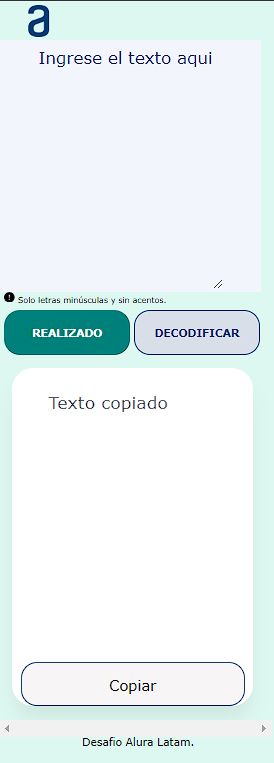 a
Ingrese el texto aqui
Solo letras minúsculas y sin acentos.
REALIZADO
DECODIFICAR
Texto copiado
Copiar
Desafio Alura Latam.